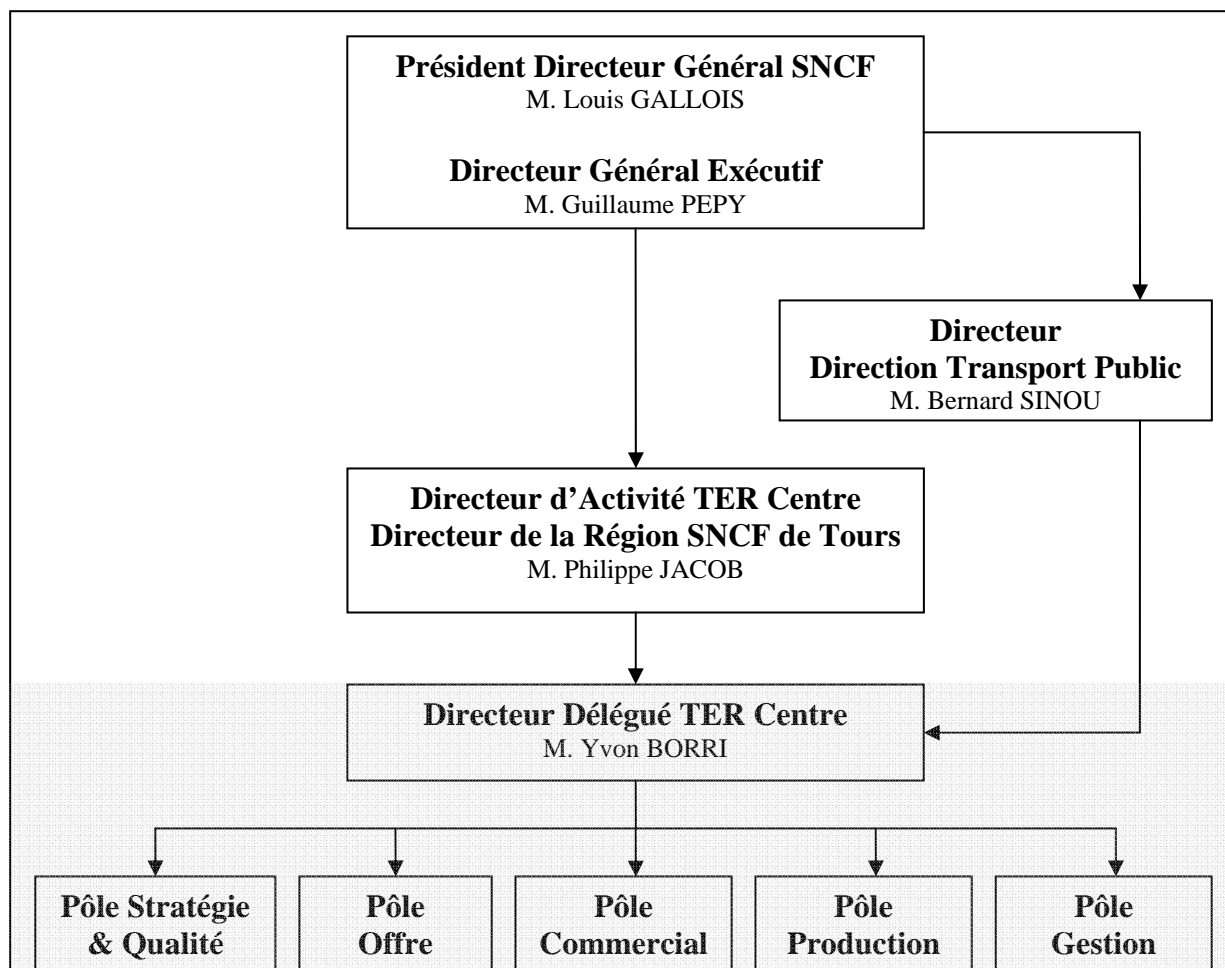 Président Directeur Général SNCF
M. Louis GALLOIS
Directeur Général Exécutif
M. Guillaume PEPY
Directeur
Direction Transport Public
M. Bernard SINOU
Directeur d’Activité TER Centre
Directeur de la Région SNCF de Tours
M. Philippe JACOB
Directeur Délégué TER Centre
M. Yvon BORRI
Pôle Stratégie
& Qualité
Pôle
Offre
Pôle
Commercial
Pôle
Production
Pôle
Gestion